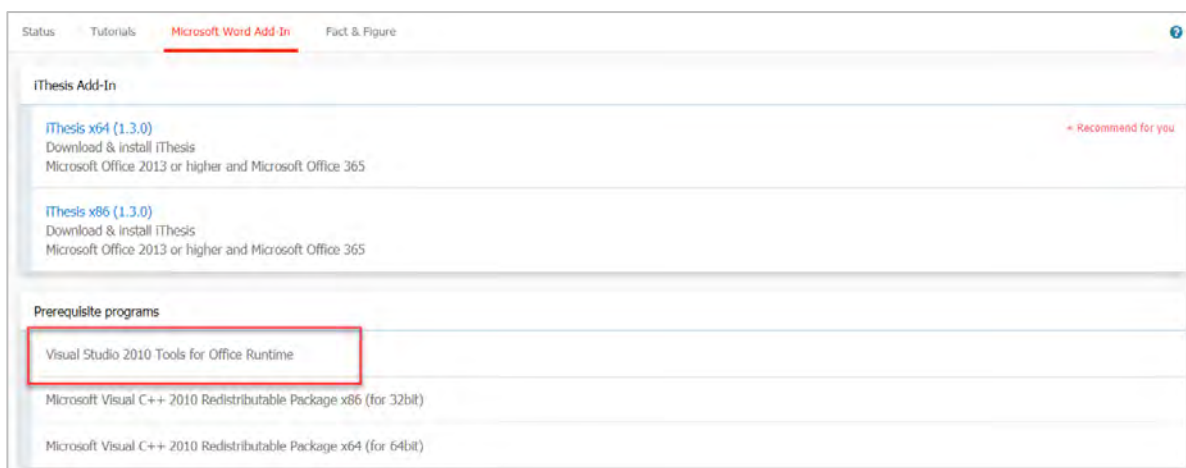 Status Tutorials Microsoft Word Add-In Fact & Figure
iThesis Add-In
iThesis x64 (1.3.0)
+ Recommend for you
Download & install iThesis
Microsoft Office 2013 or higher and Microsoft Office 365
iThesis x86 (1.3.0)
Download & install iThesis
Microsoft Office 2013 or higher and Microsoft Office 365
Prerequisite programs
Visual Studio 2010 Tools for Office Runtime
Microsoft Visual C++ 2010 Redistributable Package x86 (for 32bit)
Microsoft Visual C++ 2010 Redistributable Package x64 (for 64bit)